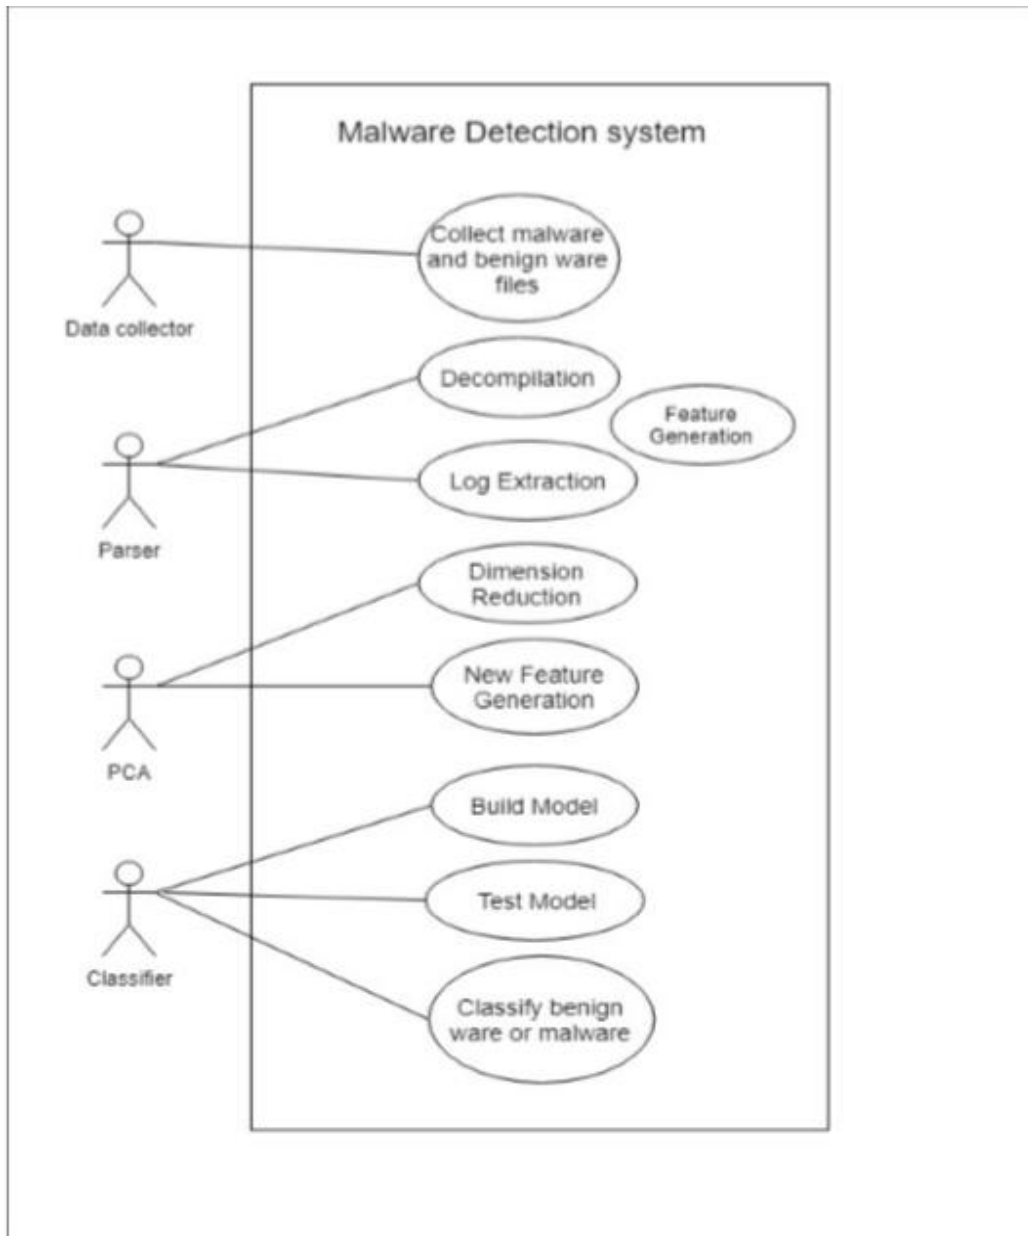 Malware Detection system
Collect malware
and benign ware
files
Data collector
Decompilation
Feature
Generation
Log Extraction
Parser
Dimension
Reduction
New Feature
Generation
PCA
Build Model
Test Model
Classifier
Classify benign
ware or malware